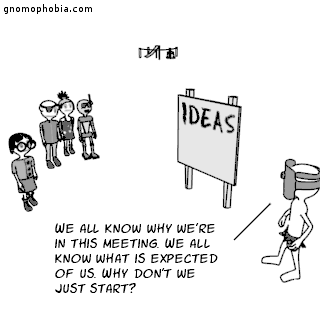 gnomophobia.com
IDEAS
WE ALL KNOW WHY WE'RE
IN THIS MEETING. WE ALL
KNOW WHAT IS EXPECTED
OF US. WHY DON'T WE
JUST START?